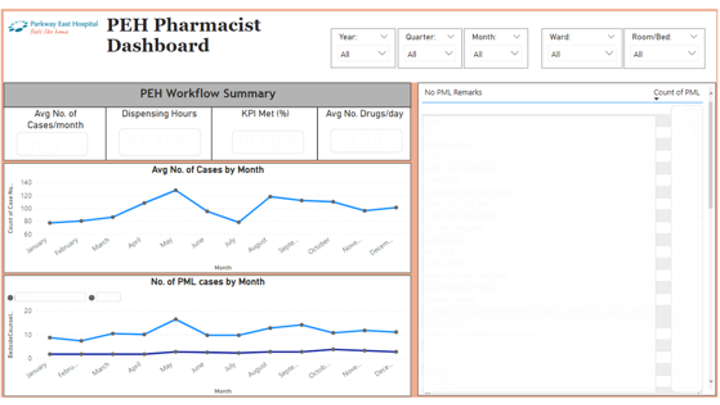 Parkway East Hospital
feels like home
PEH Pharmacist
Dashboard
Year:
All
Quarter:
All
Month:
All
Ward:
All
Room/Bed:
All
PEH Workflow Summary
Avg No. of
Cases/month
Dispensing Hours
KPI Met (%)
Avg No. Drugs/day
Avg No. of Cases by Month
Count of Case Nu...
140
120
100
80
60
January
February
March
April
May
June
July
August
Septe...
October
Nove...
Decem...
Month
No. of PML cases by Month
BedsideCounsel...
20
10
0
January
Febru...
March
April
May
June
July
August
Septe...
Octob...
Nove...
Dece...
Month
No PML Remarks
Count of PML